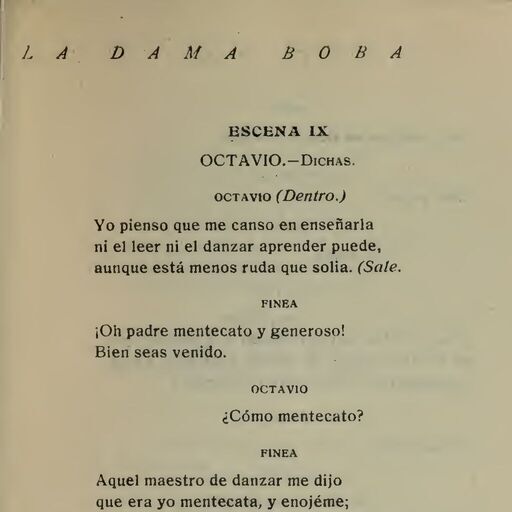 LA DAMA BOBA
ESCENA IX
OCTAVIO.—DICHAS.
OCTAVIO (Dentro.)
Yo pienso que me canso en enseñarla
ni el leer ni el danzar aprender puede,
aunque está menos ruda que solia. (Sale.
FINEA
¡Oh padre mentecato y generoso!
Bien seas venido.
OCTAVIO
¿Cómo mentecato?
FINEA
Aquel maestro de danzar me dijo
que era yo mentecata, y enojéme;